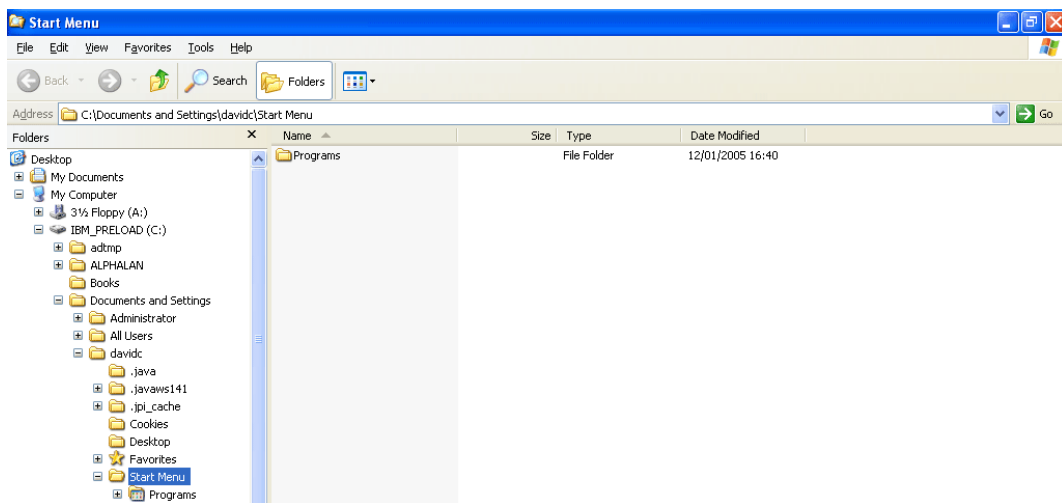 Start Menu
File Edit View Favorites Tools Help
Back Search Folders
Address C:\Documents and Settings\davidc\Start Menu Go
Folders X Name Size Type Date Modified
Desktop Programs File Folder 12/01/2005 16:40
My Documents
My Computer
3½ Floppy (A:)
IBM_PRELOAD (C:)
adtmp
ALPHALAN
Books
Documents and Settings
Administrator
All Users
davidc
.java
.javaws141
.jpi_cache
Cookies
Desktop
Favorites
Start Menu
Programs